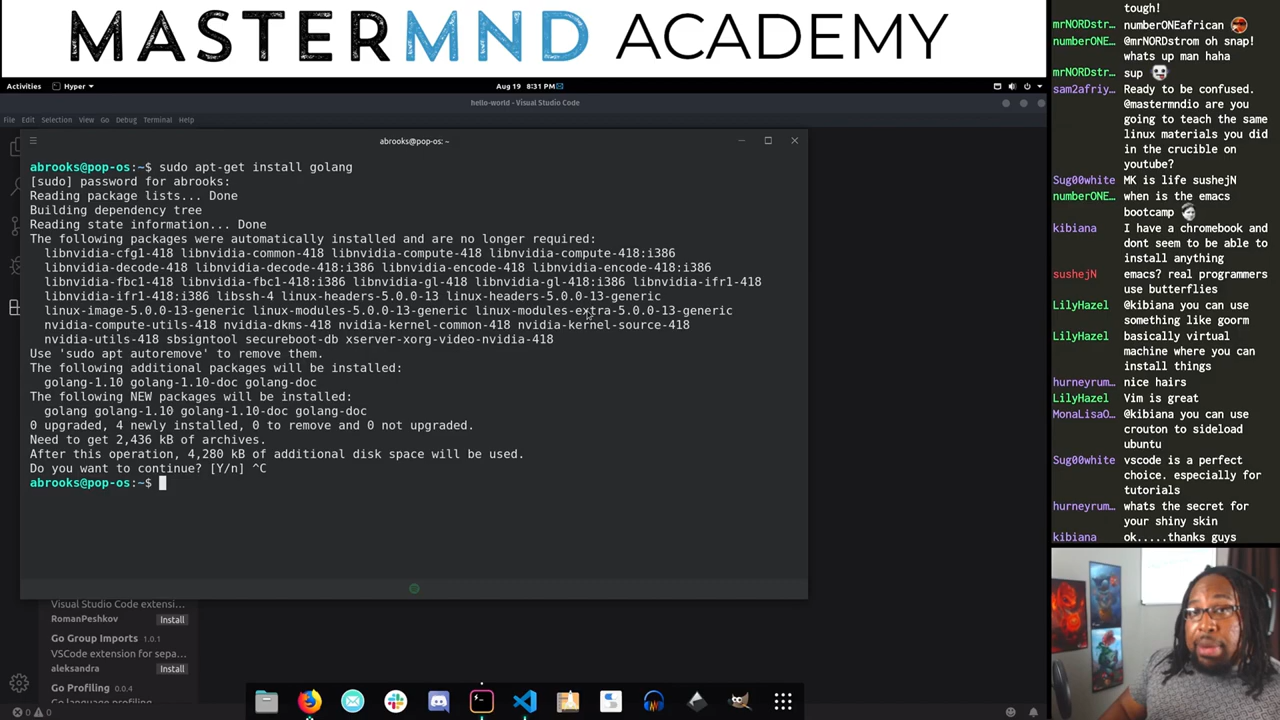 MASTERMND ACADEMY
Activities
Hyper
Aug 19 8:31 PM
hello-world - Visual Studio Code
File Edit Selection View Go Debug Terminal Help
abrooks@pop-os: ~
abrooks@pop-os:~$ sudo apt-get install golang
[sudo] password for abrooks:
Reading package lists... Done
Building dependency tree
Reading state information... Done
The following packages were automatically installed and are no longer required:
libnvidia-cfg1-418 libnvidia-common-418 libnvidia-compute-418 libnvidia-compute-418:i386
libnvidia-decode-418 libnvidia-decode-418:i386 libnvidia-encode-418 libnvidia-encode-418:i386
libnvidia-fbc1-418 libnvidia-fbc1-418:i386 libnvidia-gl-418 libnvidia-gl-418:i386 libnvidia-ifr1-418
libnvidia-ifr1-418:i386 libssh-4 linux-headers-5.0.0-13 linux-headers-5.0.0-13-generic
linux-image-5.0.0-13-generic linux-modules-5.0.0-13-generic linux-modules-extra-5.0.0-13-generic
nvidia-compute-utils-418 nvidia-dkms-418 nvidia-kernel-common-418 nvidia-kernel-source-418
nvidia-utils-418 sbsigntool secureboot-db xserver-xorg-video-nvidia-418
Use 'sudo apt autoremove' to remove them.
The following additional packages will be installed:
golang-1.10 golang-1.10-doc golang-doc
The following NEW packages will be installed:
golang golang-1.10 golang-1.10-doc golang-doc
0 upgraded, 4 newly installed, 0 to remove and 0 not upgraded.
Need to get 2,436 kB of archives.
After this operation, 4,280 kB of additional disk space will be used.
Do you want to continue? [Y/n] ^C
abrooks@pop-os:~$
Visual Studio Code extensi...
RomanPeshkov Install
Go Group Imports 1.0.1
VSCode extension for sepa...
aleksandra Install
Go Profiling 0.0.4
Go language profiling
0 0
tough!
mrNORDstr... numberONEafrican
numberONE... @mrNORDstrom oh snap!
whats up man haha
mrNORDstr... sup
sam2afriy... Ready to be confused.
@mastermndio are you
going to teach the same
linux materials you did
in the crucible on
youtube?
Sug00white MK is life sushejN
numberONE... when is the emacs
bootcamp
kibiana I have a chromebook and
dont seem to be able to
install anything
sushejN emacs? real programmers
use butterflies
LilyHazel @kibiana you can use
something like goorm
LilyHazel basically virtual
machine where you can
install things
hurneyrum... nice hairs
LilyHazel Vim is great
MonaLisaO... @kibiana you can use
crouton to sideload
ubuntu
Sug00white vscode is a perfect
choice. especially for
tutorials
hurneyrum... whats the secret for
your shiny skin
kibiana ok.....thanks guys